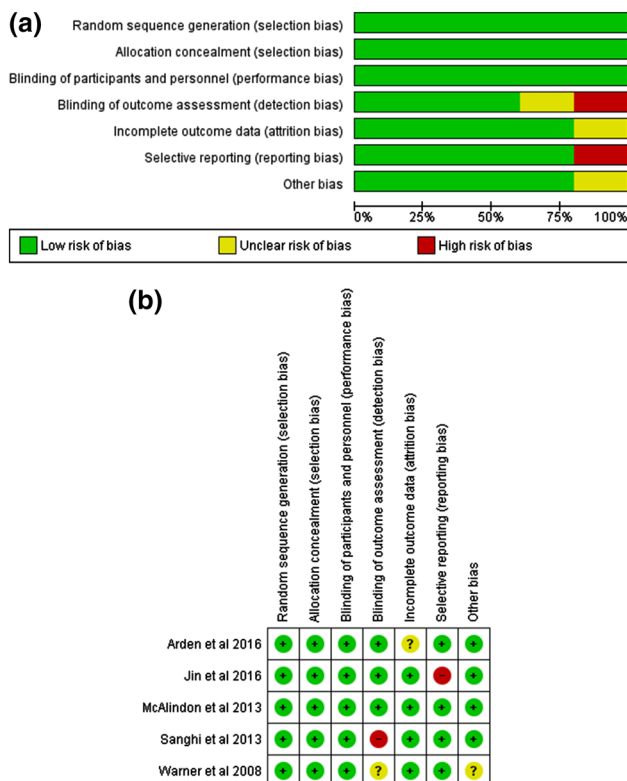 (a)
Random sequence generation (selection bias)
Allocation concealment (selection bias)
Blinding of participants and personnel (performance bias)
Blinding of outcome assessment (detection bias)
Incomplete outcome data (attrition bias)
Selective reporting (reporting bias)
Other bias
0% 25% 50% 75% 100%
Low risk of bias Unclear risk of bias High risk of bias
(b)
Random sequence generation (selection bias)
Allocation concealment (selection bias)
Blinding of participants and personnel (performance bias)
Blinding of outcome assessment (detection bias)
Incomplete outcome data (attrition bias)
Selective reporting (reporting bias)
Other bias
Arden et al 2016 + + + + ? + +
Jin et al 2016 + + + + + - +
McAlindon et al 2013 + + + + + + +
Sanghi et al 2013 + + + - + + +
Warner et al 2008 + + + ? + + ?